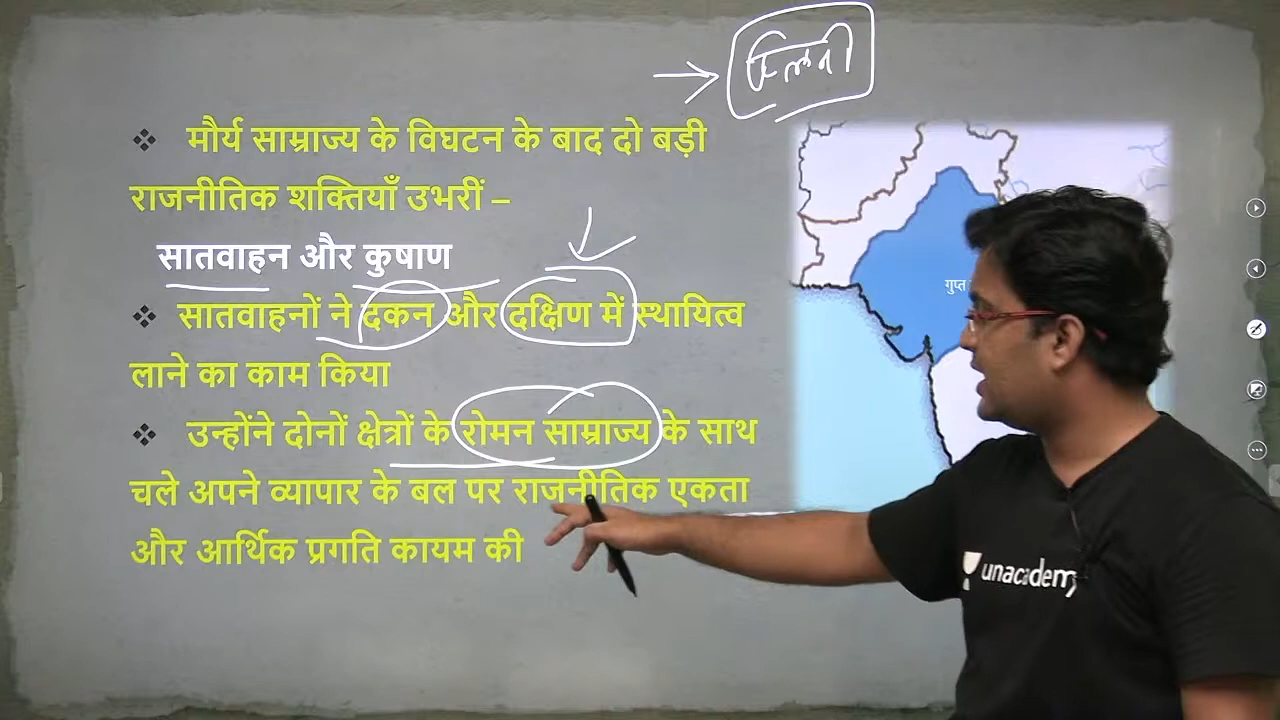 ❖ मौर्य साम्राज्य के विघटन के बाद दो बड़ी
राजनीतिक शक्तियाँ उभरीं –
सातवाहन और कुषाण
❖ सातवाहनों ने दकन और दक्षिण में स्थायित्व
लाने का काम किया
❖ उन्होंने दोनों क्षेत्रों के रोमन साम्राज्य के साथ
चले अपने व्यापार के बल पर राजनीतिक एकता
और आर्थिक प्रगति कायम की
गुप्त
unacademy